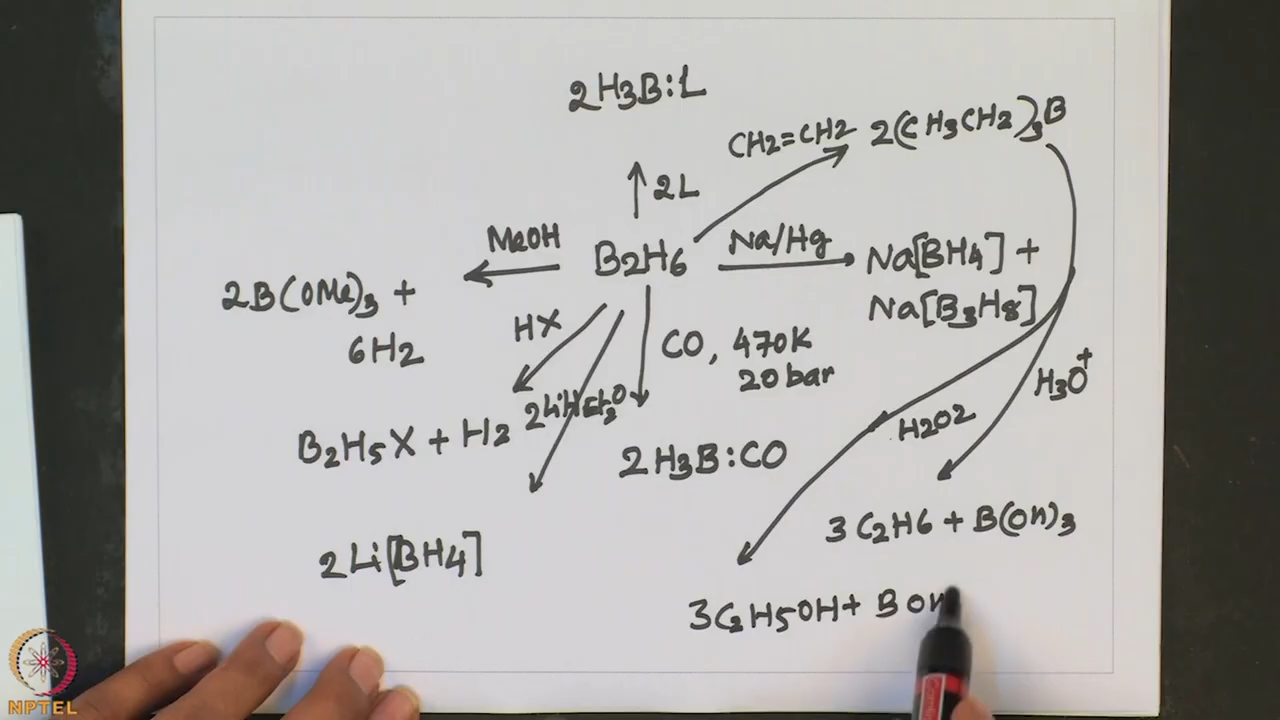 2H3B:L
CH2=CH2 2(CH3CH2)3B
2L
MeOH B2H6 Na/Hg Na[BH4] +
Na[B3H8]
2B(OMe)3 +
6H2
HX CO, 470K
20 bar
H3O+
2LiH Et2O
H2O2
B2H5X + H2
2H3B:CO
3C2H6 + B(OH)3
2Li[BH4]
3C2H5OH + B OH
NPTEL